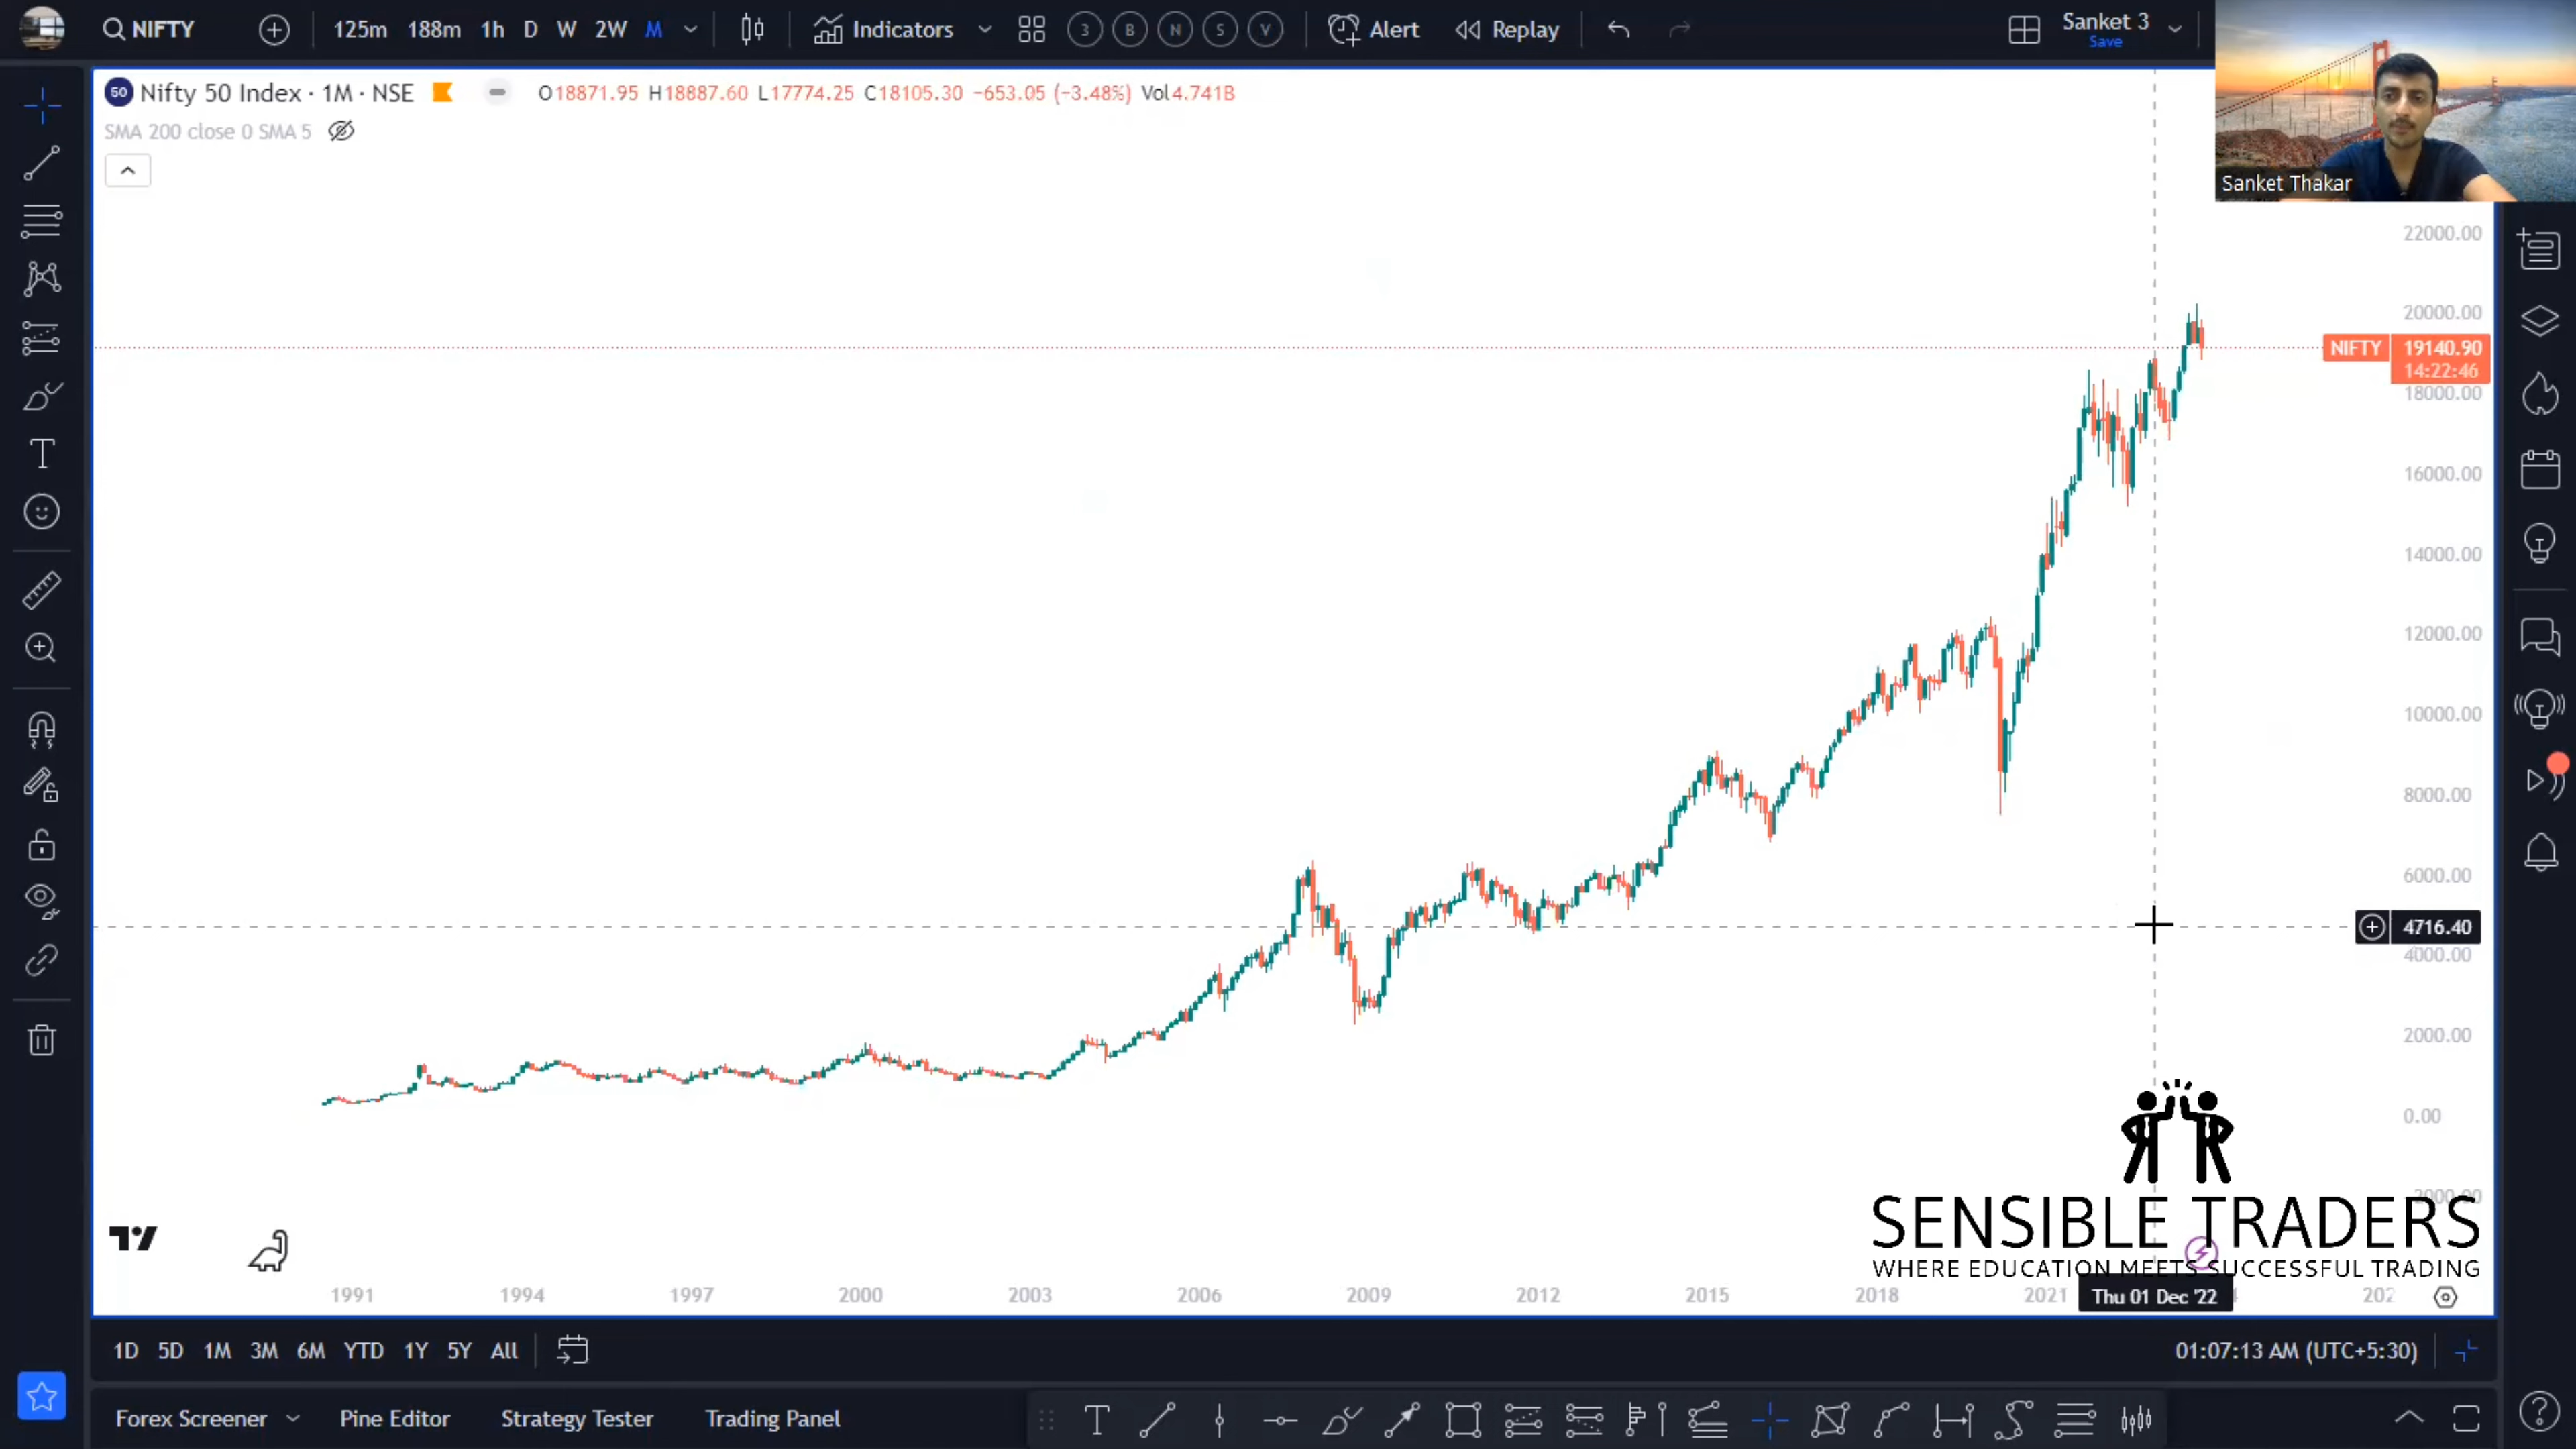 NIFTY
125m 188m 1h D W 2W M
Indicators
3 B N S V
Alert
Replay
Sanket 3
Save
Sanket Thakar
50 Nifty 50 Index · 1M · NSE
O18871.95 H18887.60 L17774.25 C18105.30 −653.05 (−3.48%) Vol4.741B
SMA 200 close 0 SMA 5
22000.00
20000.00
NIFTY 19140.90
14:22:46
18000.00
16000.00
14000.00
12000.00
10000.00
8000.00
6000.00
4716.40
4000.00
2000.00
0.00
SENSIBLE TRADERS
WHERE EDUCATION MEETS SUCCESSFUL TRADING
1991 1994 1997 2000 2003 2006 2009 2012 2015 2018 2021 Thu 01 Dec '22
1D 5D 1M 3M 6M YTD 1Y 5Y All
01:07:13 AM (UTC+5:30)
Forex Screener Pine Editor Strategy Tester Trading Panel